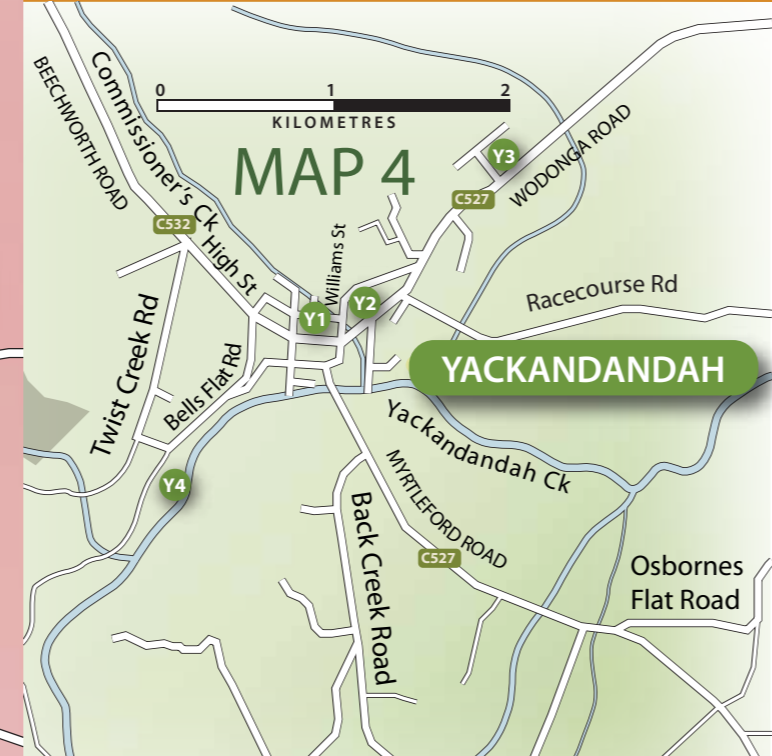 0 1 2
KILOMETRES
MAP 4
BEECHWORTH ROAD
Commissioner's Ck
Y3
WODONGA ROAD
C527
C532
High St
Williams St
Y1
Y2
Racecourse Rd
YACKANDANDAH
Twist Creek Rd
Bells Flat Rd
Yackandandah Ck
Y4
MYRTLEFORD ROAD
C527
Back Creek Road
Osbornes
Flat Road